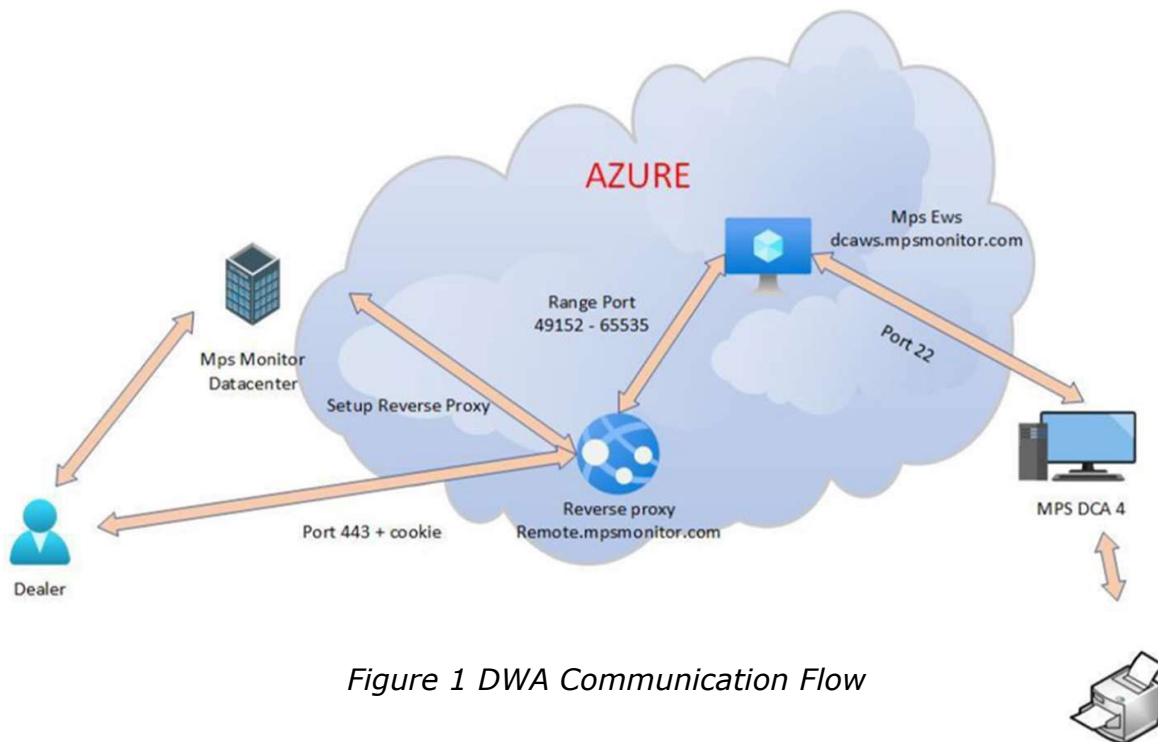 AZURE
Mps Ews
dcaws.mpsmonitor.com
Range Port
49152 - 65535
Port 22
Mps Monitor
Datacenter
Setup Reverse Proxy
MPS DCA 4
Reverse proxy
Remote.mpsmonitor.com
Port 443 + cookie
Dealer
Figure 1 DWA Communication Flow